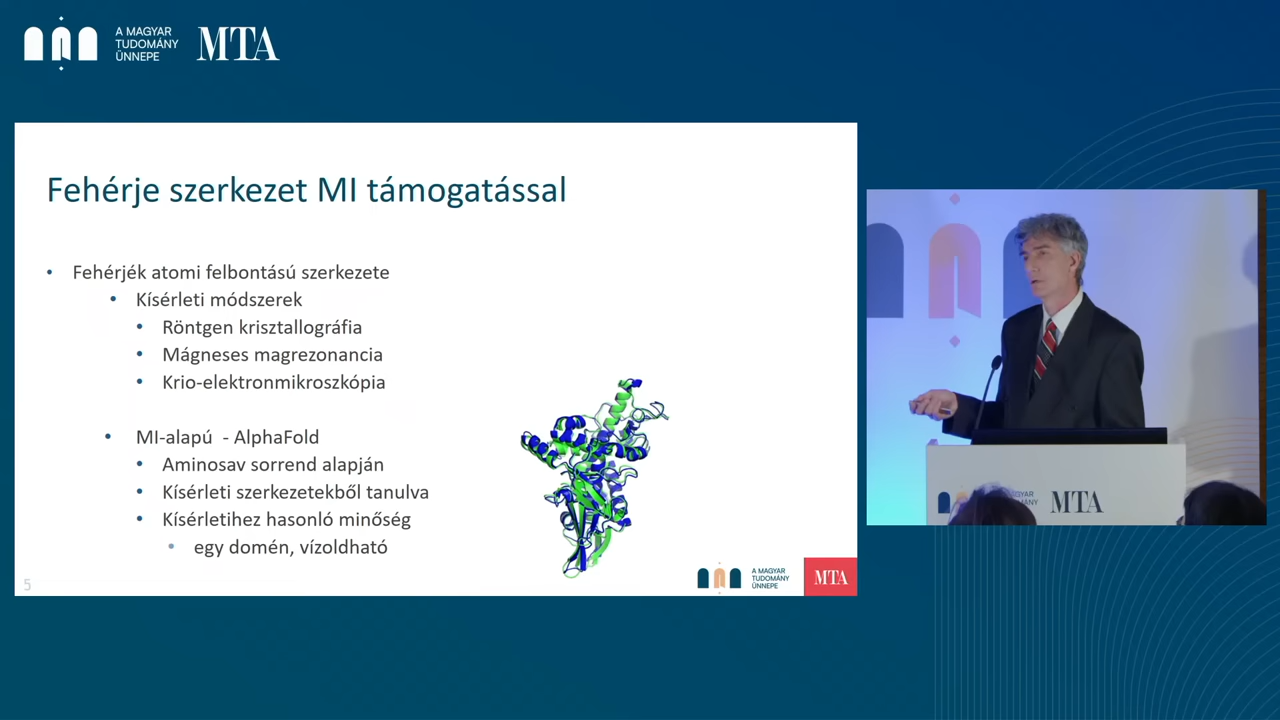 A MAGYAR
TUDOMÁNY
ÜNNEPE
MTA
Fehérje szerkezet MI támogatással
• Fehérjék atomi felbontású szerkezete
• Kísérleti módszerek
• Röntgen krisztallográfia
• Mágneses magrezonancia
• Krio-elektronmikroszkópia
• MI-alapú - AlphaFold
• Aminosav sorrend alapján
• Kísérleti szerkezetekből tanulva
• Kísérletihez hasonló minőség
• egy domén, vízoldható
5
A MAGYAR
TUDOMÁNY
ÜNNEPE
MTA
MTA